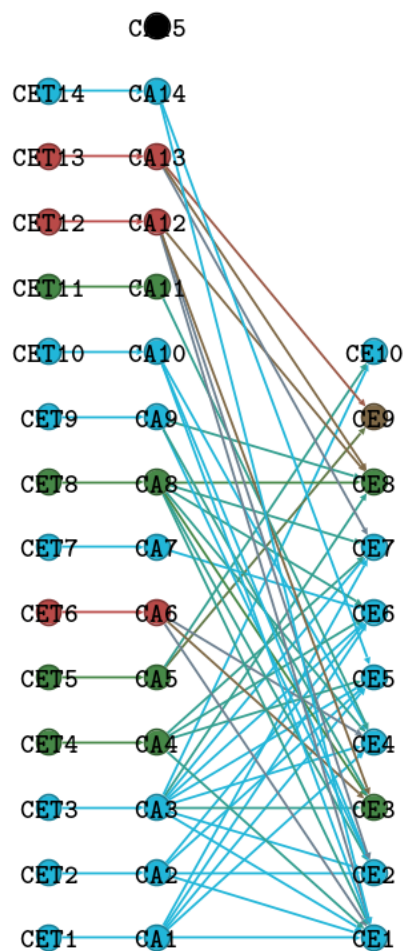 CA15
CET14 CA14
CET13 CA13
CET12 CA12
CET11 CA11
CET10 CA10 CE10
CET9 CA9 CE9
CET8 CA8 CE8
CET7 CA7 CE7
CET6 CA6 CE6
CET5 CA5 CE5
CET4 CA4 CE4
CET3 CA3 CE3
CET2 CA2 CE2
CET1 CA1 CE1